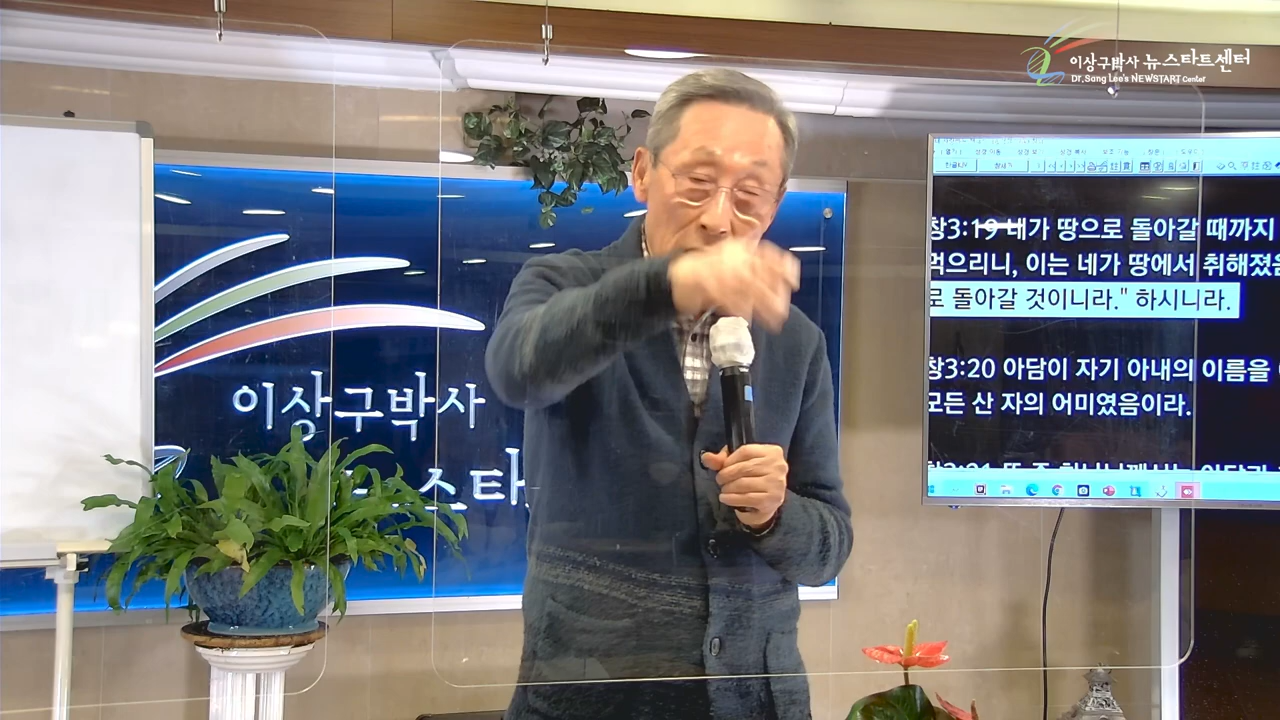 이상구박사 뉴스타트센터
Dr.Sang Lee's NEWSTART Center
이상구박사
스타
창3:19 네가 땅으로 돌아갈 때까지
먹으리니, 이는 네가 땅에서 취해졌음
로 돌아갈 것이니라." 하시니라.
창3:20 아담이 자기 아내의 이름을
모든 산 자의 어미였음이라.